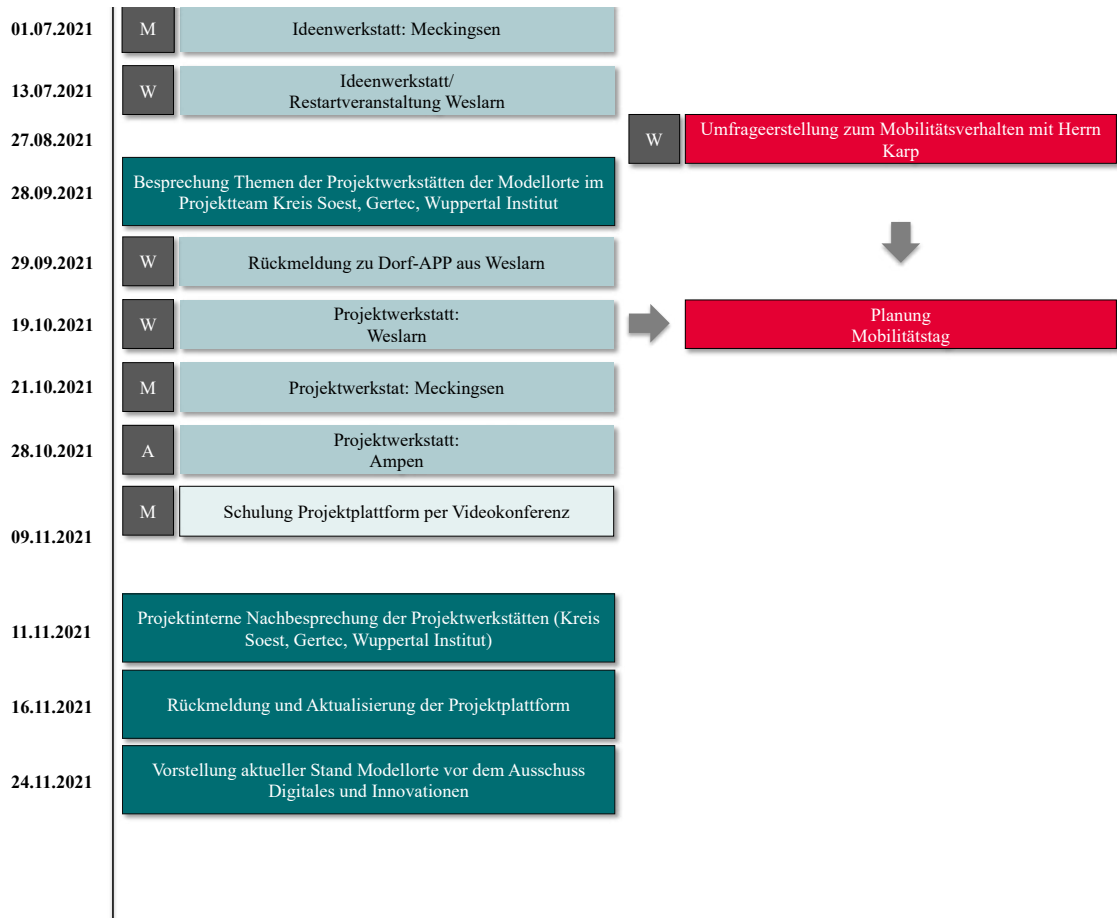 01.07.2021
M
Ideenwerkstatt: Meckingsen
13.07.2021
W
Ideenwerkstatt/
Restartveranstaltung Weslarn
27.08.2021
W
Umfrageerstellung zum Mobilitätsverhalten mit Herrn
Karp
28.09.2021
Besprechung Themen der Projektwerkstätten der Modellorte im
Projektteam Kreis Soest, Gertec, Wuppertal Institut
29.09.2021
W
Rückmeldung zu Dorf-APP aus Weslarn
19.10.2021
W
Projektwerkstatt:
Weslarn
Planung
Mobilitätstag
21.10.2021
M
Projektwerkstat: Meckingsen
28.10.2021
A
Projektwerkstatt:
Ampen
09.11.2021
M
Schulung Projektplattform per Videokonferenz
11.11.2021
Projektinterne Nachbesprechung der Projektwerkstätten (Kreis
Soest, Gertec, Wuppertal Institut)
16.11.2021
Rückmeldung und Aktualisierung der Projektplattform
24.11.2021
Vorstellung aktueller Stand Modellorte vor dem Ausschuss
Digitales und Innovationen